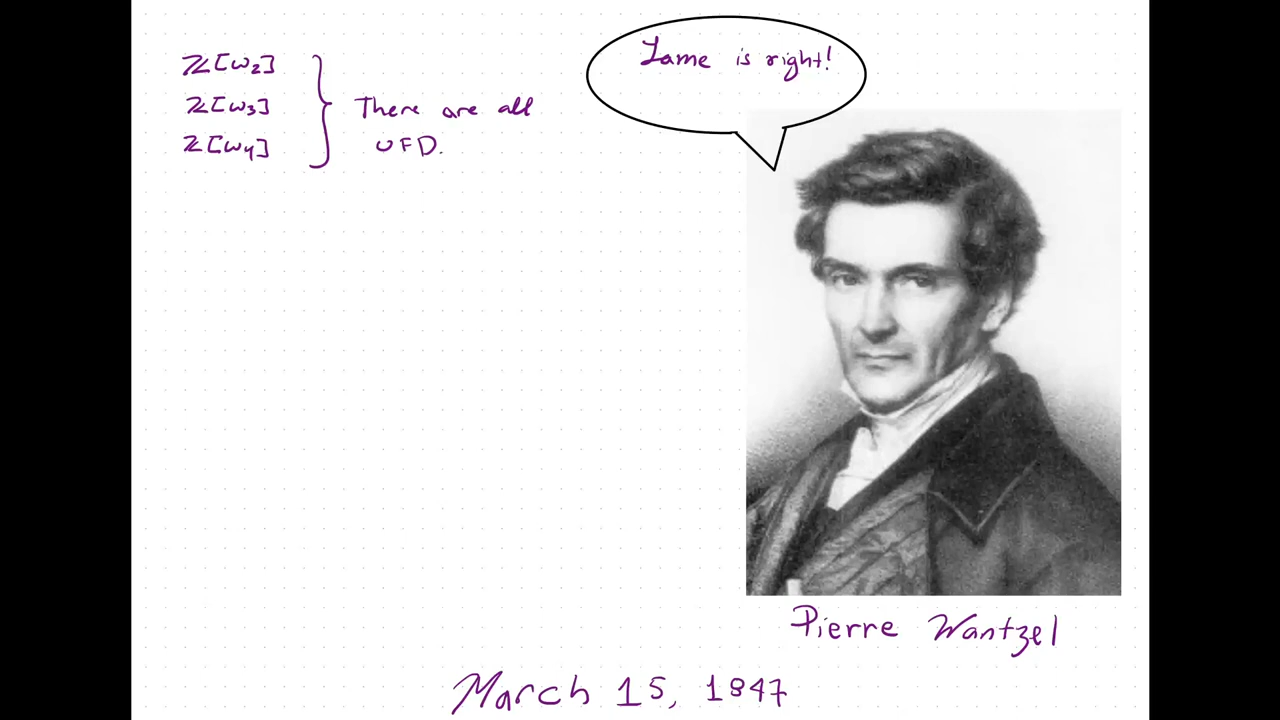 ℤ[ω₂]
ℤ[ω₃]
ℤ[ω₄]
There are all
UFD.
Lame is right!
Pierre Wantzel
March 15, 1847